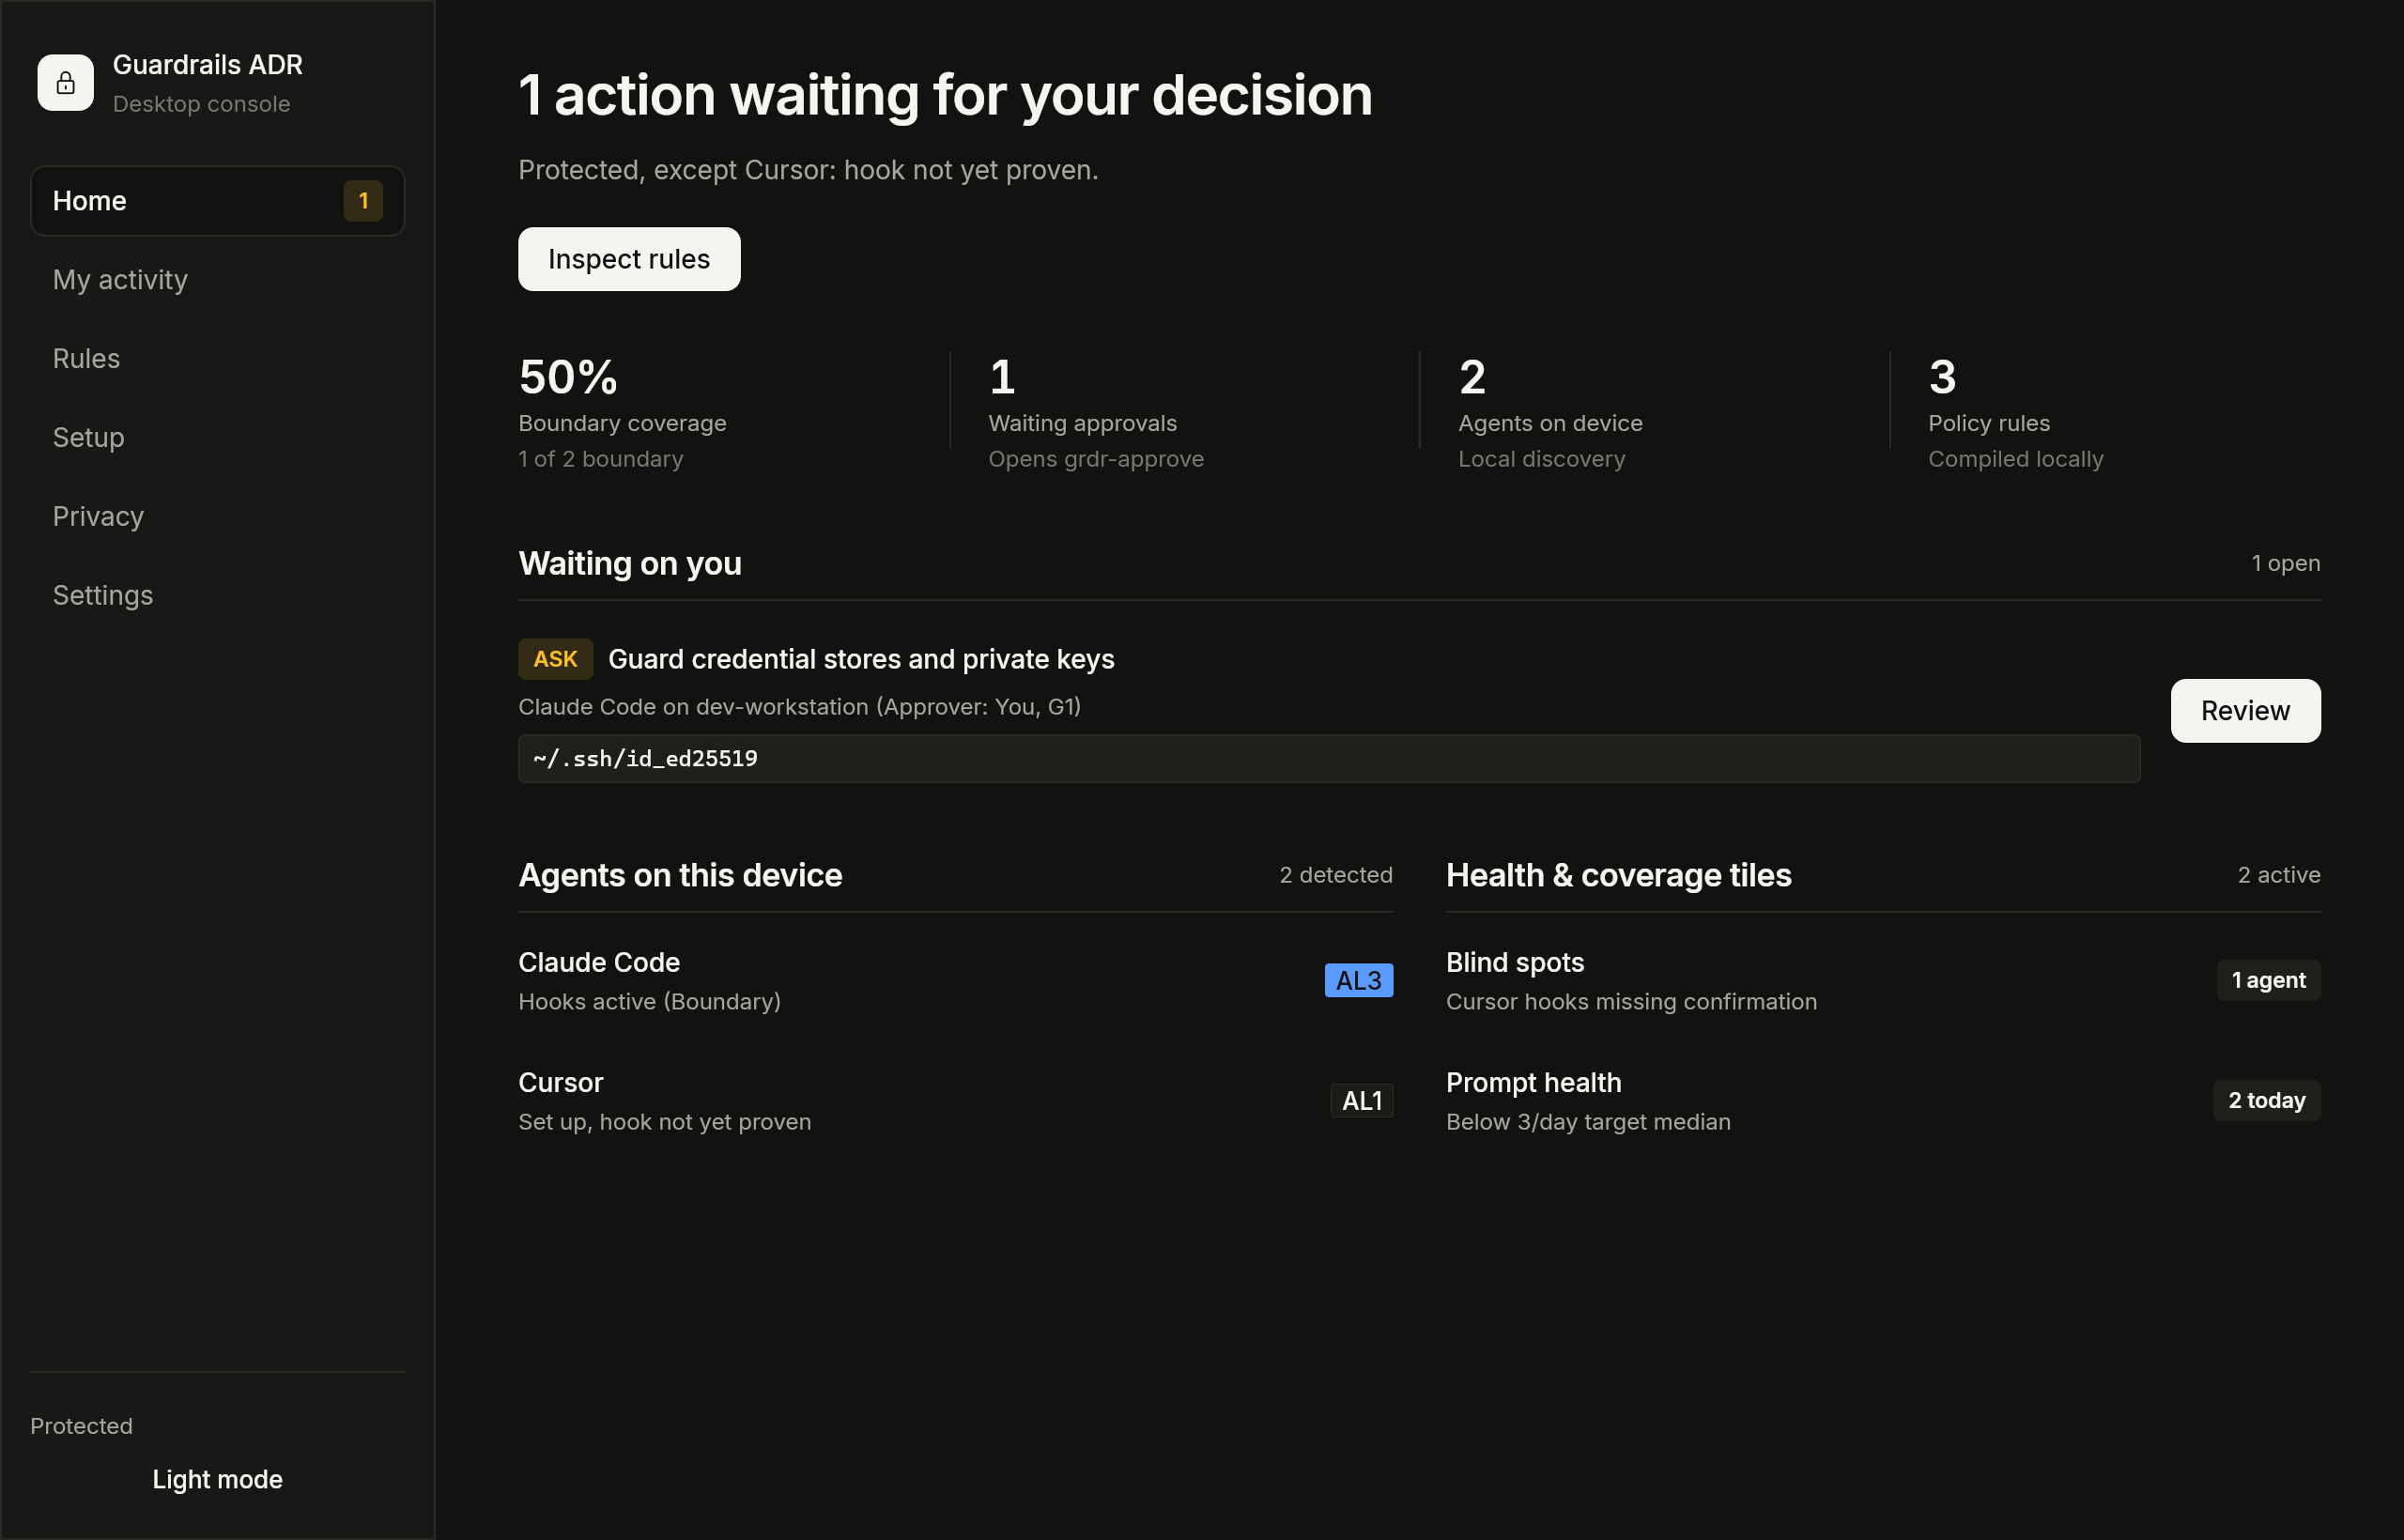 Guardrails ADR
Desktop console
Home 1
My activity
Rules
Setup
Privacy
Settings
Protected
Light mode
1 action waiting for your decision
Protected, except Cursor: hook not yet proven.
Inspect rules
50%
Boundary coverage
1 of 2 boundary
1
Waiting approvals
Opens grdr-approve
2
Agents on device
Local discovery
3
Policy rules
Compiled locally
Waiting on you
1 open
ASK Guard credential stores and private keys
Claude Code on dev-workstation (Approver: You, G1)
~/.ssh/id_ed25519
Review
Agents on this device
2 detected
Claude Code
Hooks active (Boundary)
AL3
Cursor
Set up, hook not yet proven
AL1
Health & coverage tiles
2 active
Blind spots
Cursor hooks missing confirmation
1 agent
Prompt health
Below 3/day target median
2 today